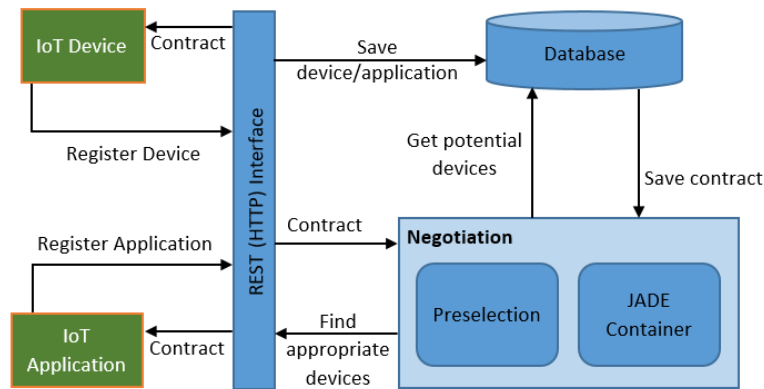 IoT Device
Contract
Save
device/application
Database
Register Device
REST (HTTP) Interface
Get potential
devices
Save contract
Register Application
Contract
Negotiation
Preselection
JADE
Container
IoT
Application
Contract
Find
appropriate
devices